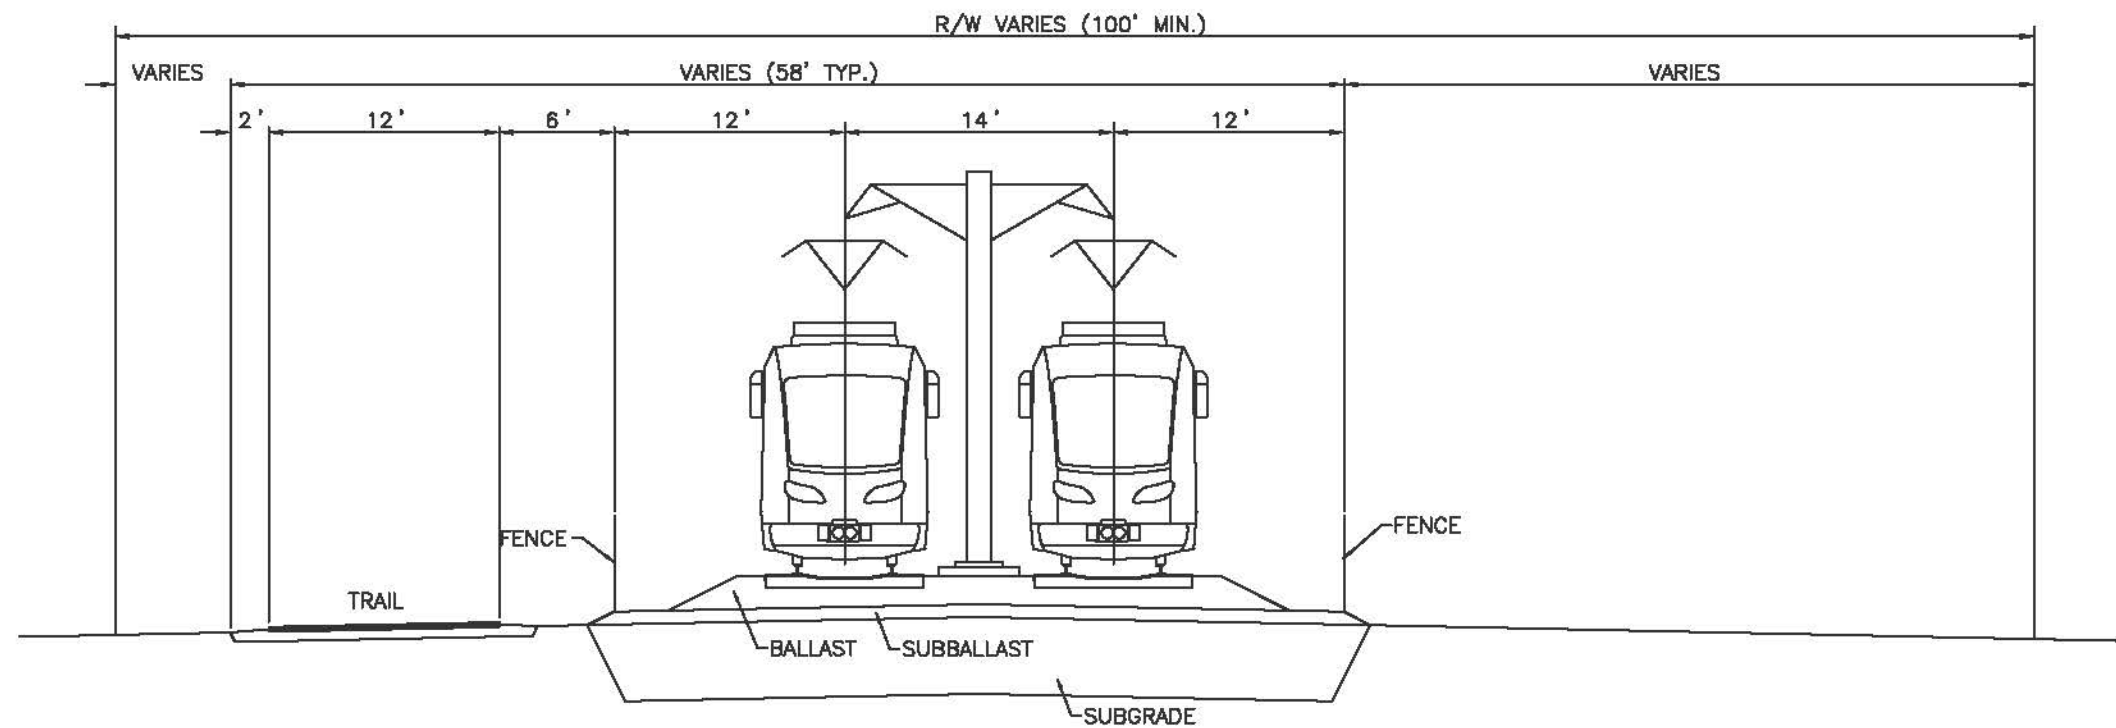 R/W VARIES (100' MIN.)
VARIES
VARIES (58' TYP.)
VARIES
2'
12'
6'
12'
14'
12'
FENCE
FENCE
TRAIL
BALLAST
SUBBALLAST
SUBGRADE